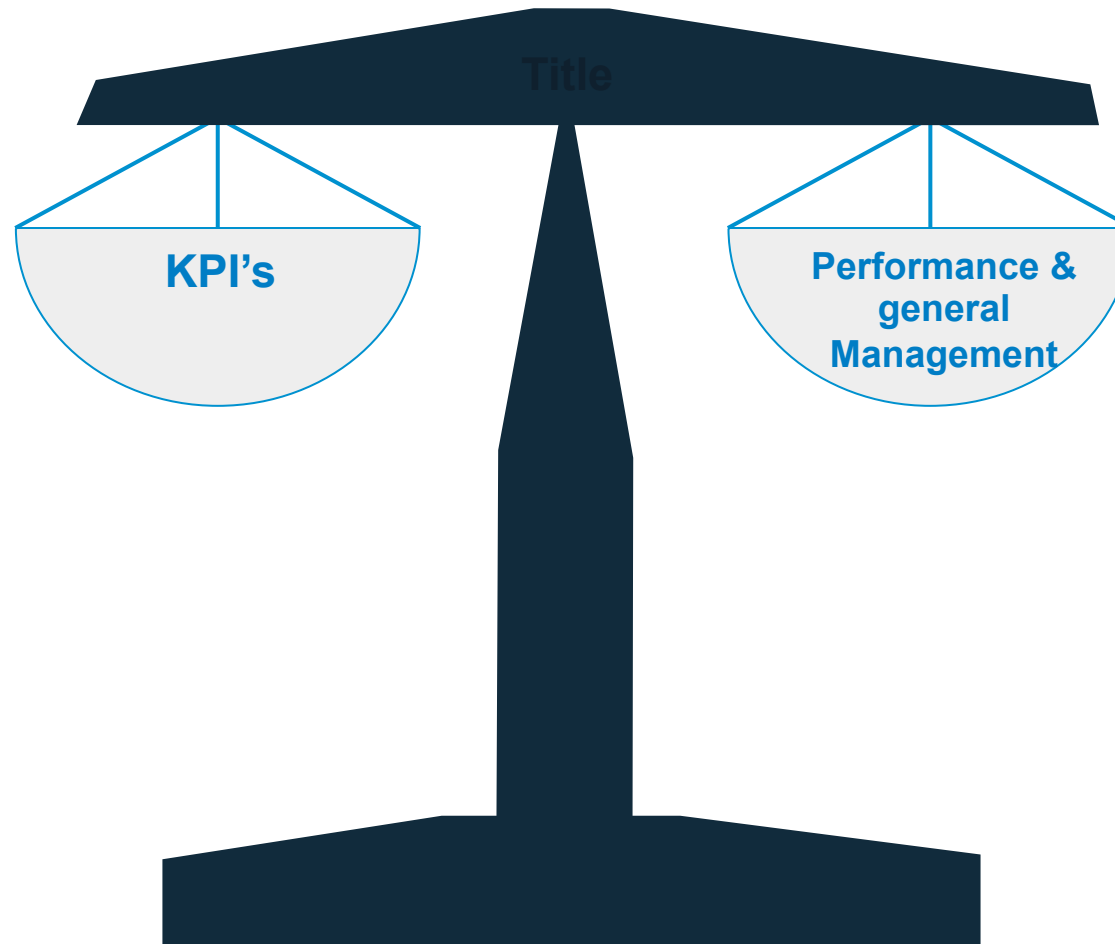 Title
KPI’s
Performance &
general
Management